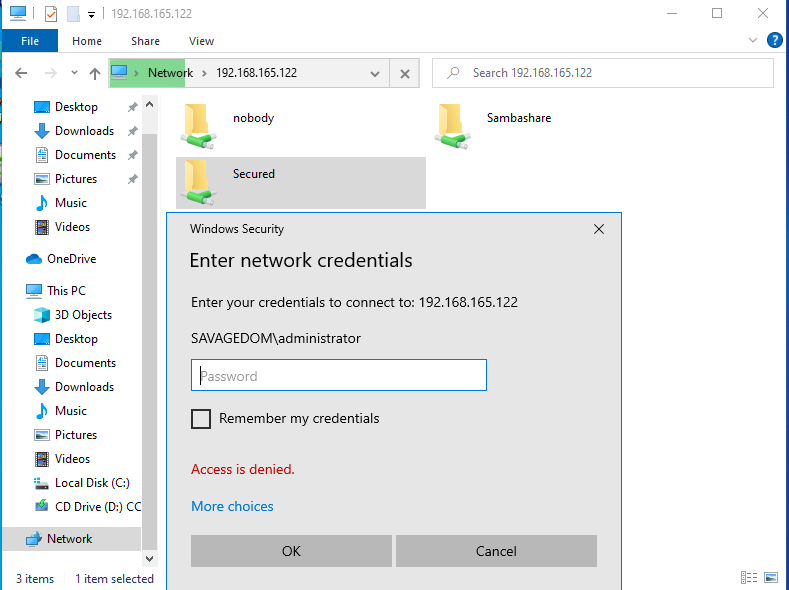 192.168.165.122
File Home Share View
Network 192.168.165.122
Search 192.168.165.122
Desktop
Downloads
Documents
Pictures
Music
Videos
OneDrive
This PC
3D Objects
Desktop
Documents
Downloads
Music
Pictures
Videos
Local Disk (C:)
CD Drive (D:) CC
Network
nobody
Sambashare
Secured
Windows Security
Enter network credentials
Enter your credentials to connect to: 192.168.165.122
SAVAGEDOM\administrator
Password
Remember my credentials
Access is denied.
More choices
OK Cancel
3 items 1 item selected